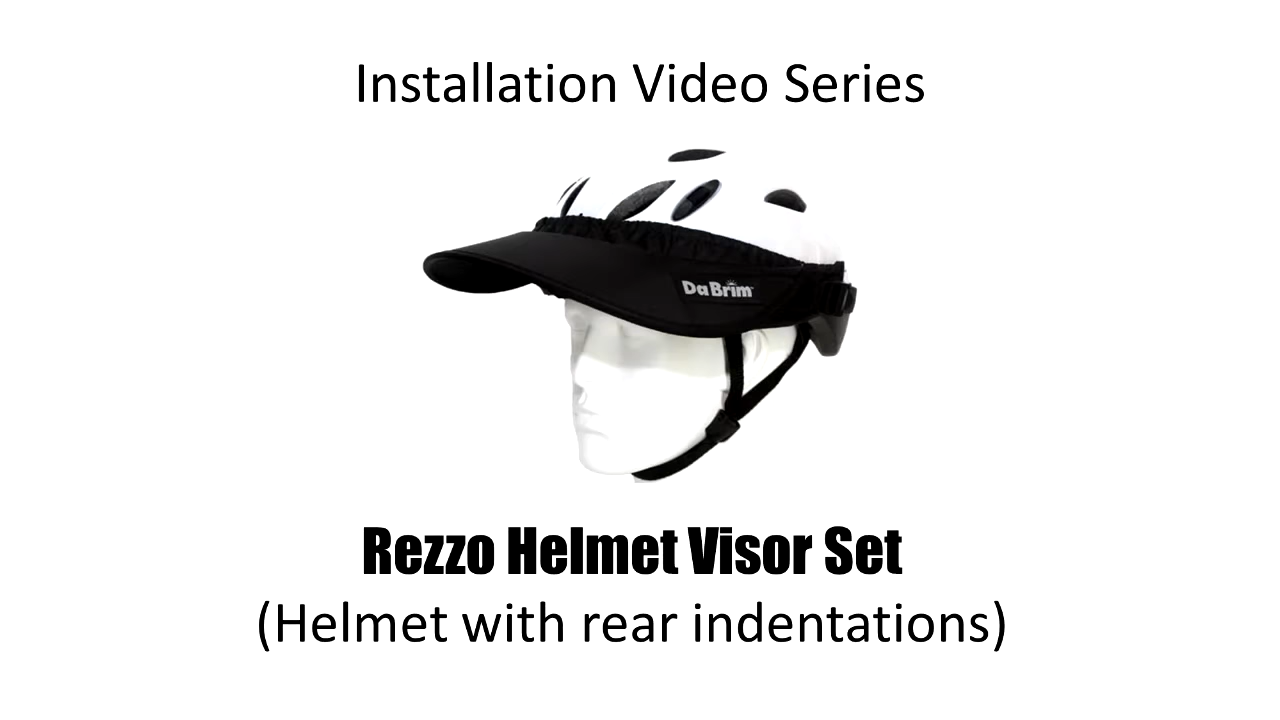 Installation Video Series
DaBrim
Rezzo Helmet Visor Set
(Helmet with rear indentations)